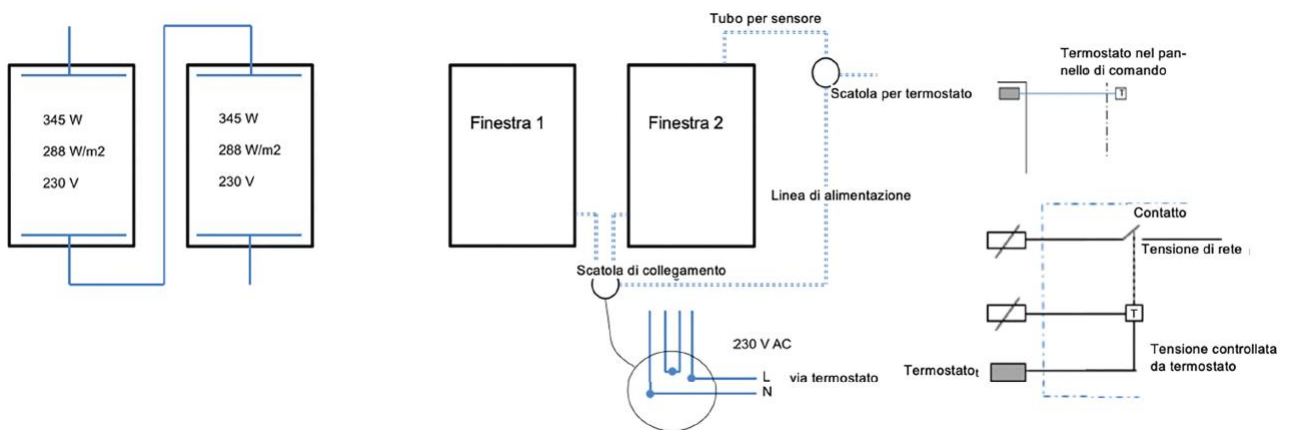 345 W
288 W/m2
230 V
345 W
288 W/m2
230 V
Tubo per sensore
Finestra 1
Finestra 2
Scatola per termostato
Linea di alimentazione
Scatola di collegamento
230 V AC
L
via termostato
N
Termostato nel pan-
nello di comando
T
Contatto
Tensione di rete
T
Tensione controllata
da termostato
Termostatot